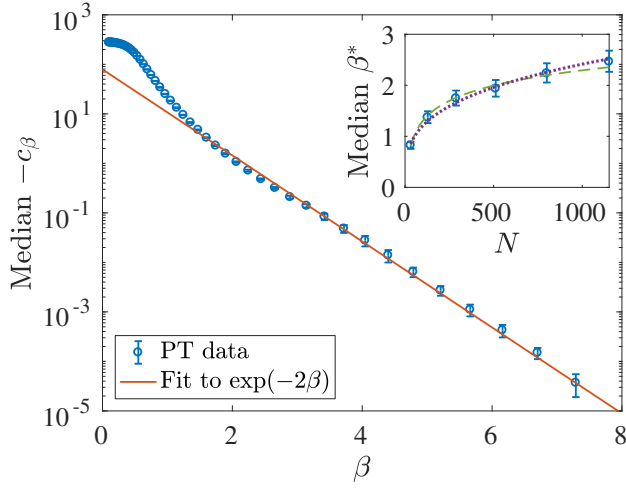 10^3
10^1
10^-1
10^-3
10^-5
Median −c_β
0
2
4
6
8
β
PT data
Fit to exp(−2β)
3
2
1
0
Median β*
0
500
1000
N